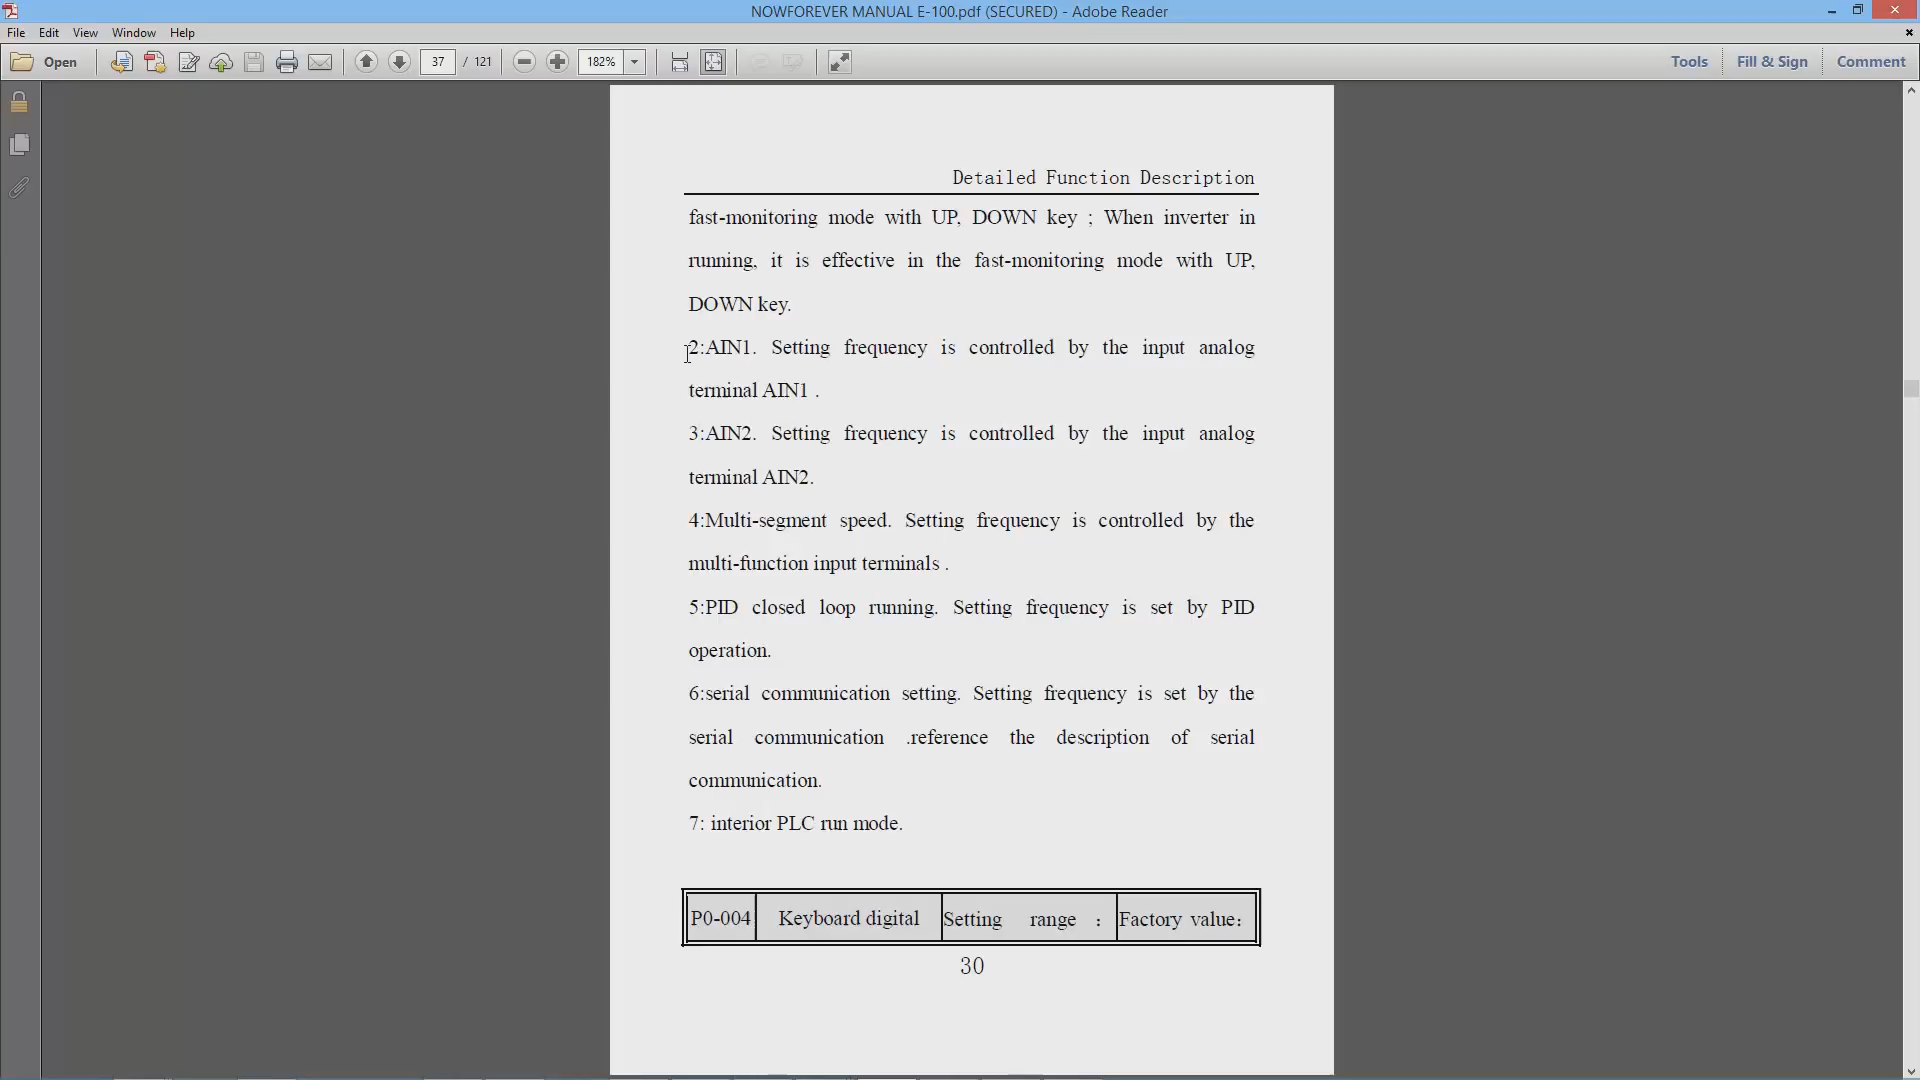 NOWFOREVER MANUAL E-100.pdf (SECURED) - Adobe Reader
File Edit View Window Help
Open 37 / 121 182% Tools Fill & Sign Comment
Detailed Function Description
fast-monitoring mode with UP, DOWN key ; When inverter in
running, it is effective in the fast-monitoring mode with UP,
DOWN key.
2:AIN1. Setting frequency is controlled by the input analog
terminal AIN1 .
3:AIN2. Setting frequency is controlled by the input analog
terminal AIN2.
4:Multi-segment speed. Setting frequency is controlled by the
multi-function input terminals .
5:PID closed loop running. Setting frequency is set by PID
operation.
6:serial communication setting. Setting frequency is set by the
serial communication .reference the description of serial
communication.
7: interior PLC run mode.
P0-004 Keyboard digital Setting range : Factory value:
30